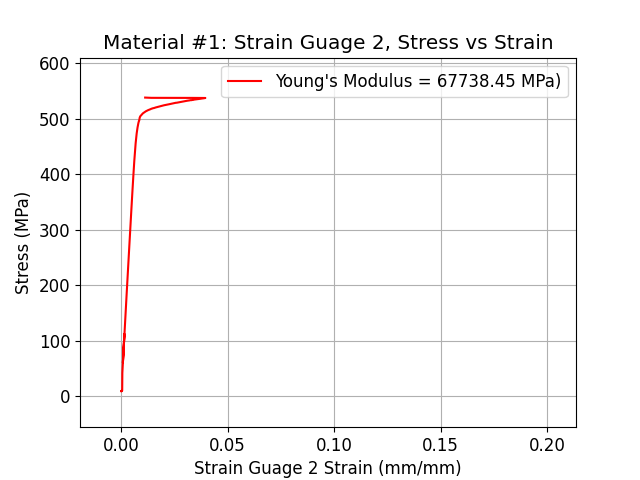 Material #1: Strain Guage 2, Stress vs Strain
Young's Modulus = 67738.45 MPa)
600
500
400
300
200
100
0
Stress (MPa)
0.00 0.05 0.10 0.15 0.20
Strain Guage 2 Strain (mm/mm)